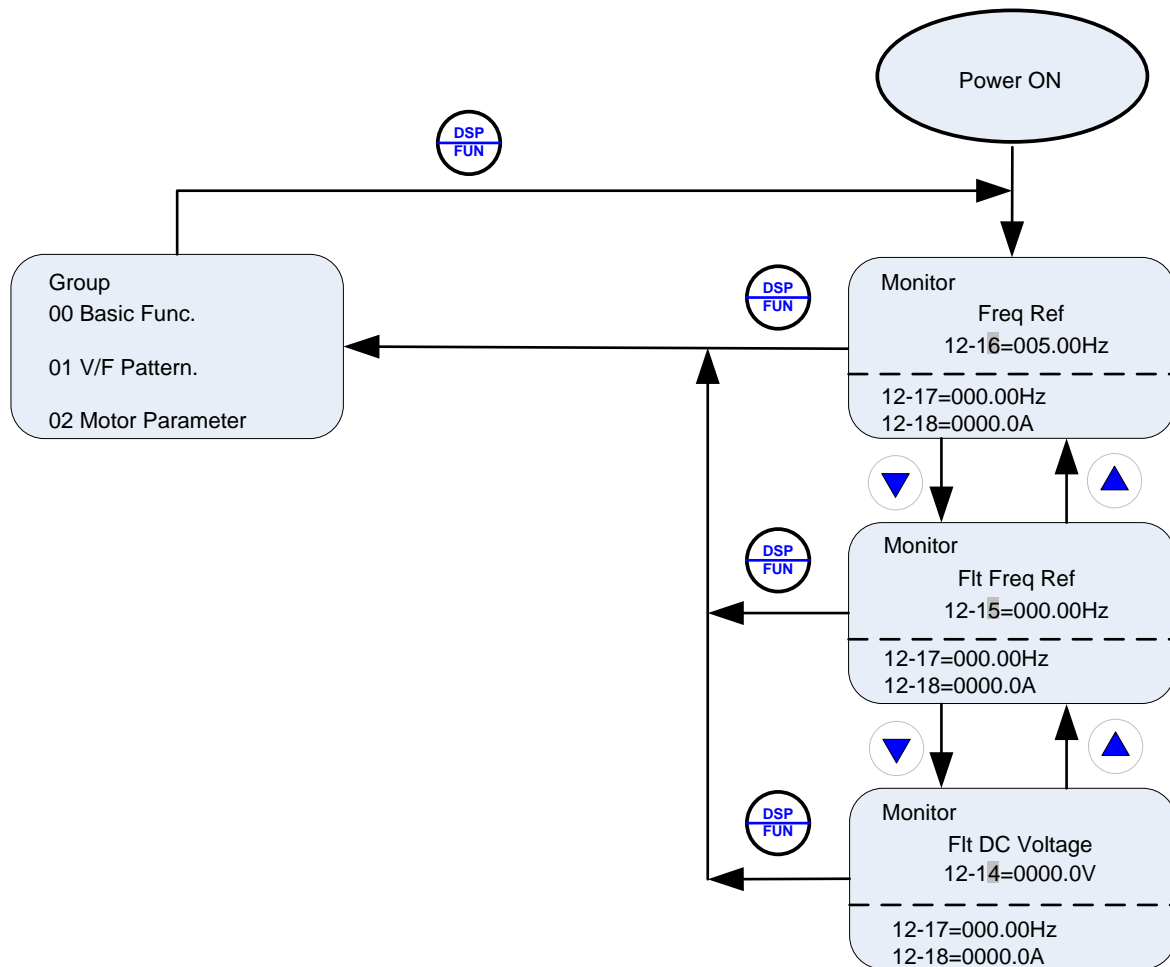 Power ON
DSP
FUN
Group
00 Basic Func.
01 V/F Pattern.
02 Motor Parameter
DSP
FUN
Monitor
Freq Ref
12-16=005.00Hz
12-17=000.00Hz
12-18=0000.0A
DSP
FUN
Monitor
Flt Freq Ref
12-15=000.00Hz
12-17=000.00Hz
12-18=0000.0A
DSP
FUN
Monitor
Flt DC Voltage
12-14=0000.0V
12-17=000.00Hz
12-18=0000.0A